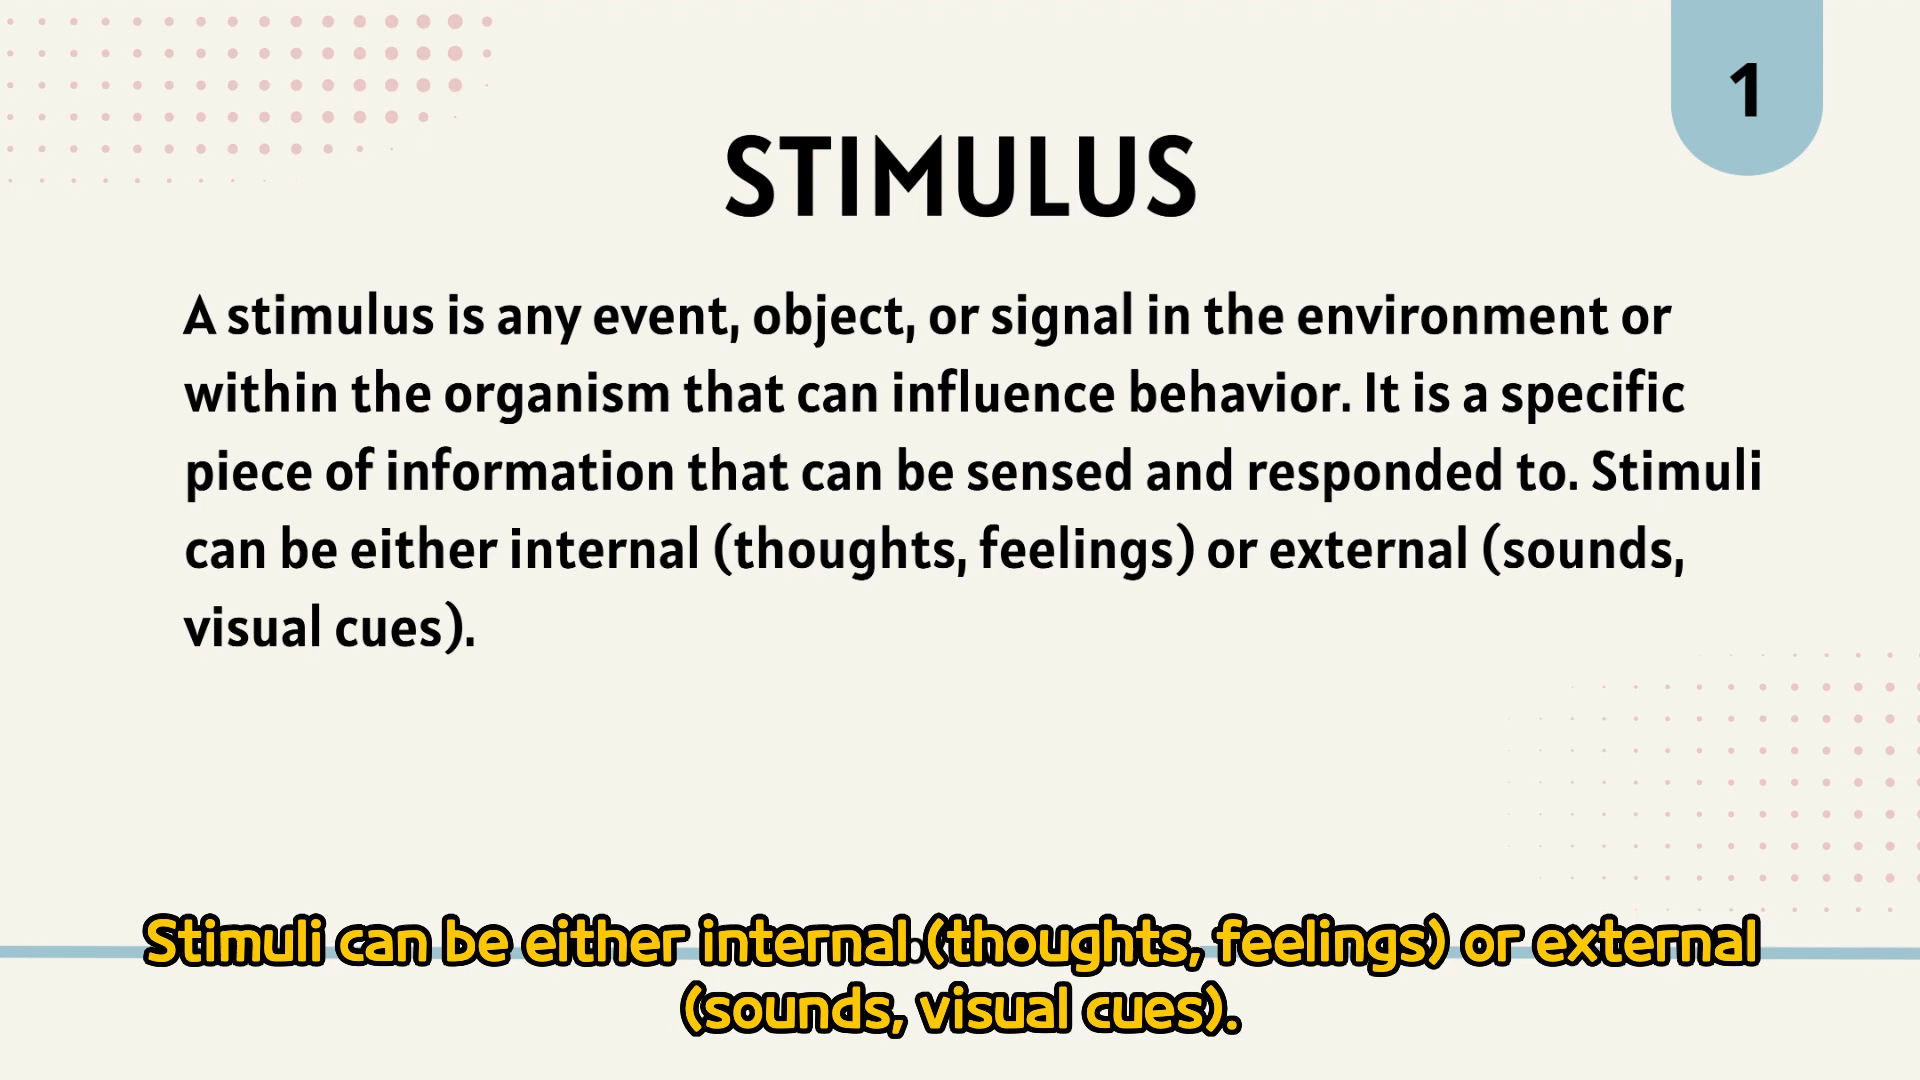 1
STIMULUS
A stimulus is any event, object, or signal in the environment or
within the organism that can influence behavior. It is a specific
piece of information that can be sensed and responded to. Stimuli
can be either internal (thoughts, feelings) or external (sounds,
visual cues).
Stimuli can be either internal (thoughts, feelings) or external
(sounds, visual cues).